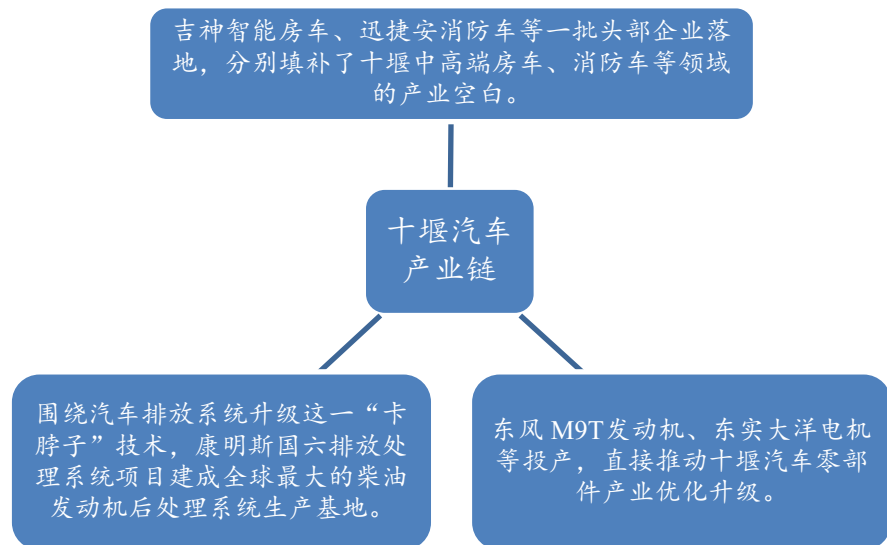 吉神智能房车、迅捷安消防车等一批头部企业落
地，分别填补了十堰中高端房车、消防车等领域
的产业空白。
十堰汽车
产业链
围绕汽车排放系统升级这一“卡
脖子”技术，康明斯国六排放处
理系统项目建成全球最大的柴油
发动机后处理系统生产基地。
东风 M9T发动机、东实大洋电机
等投产，直接推动十堰汽车零部
件产业优化升级。